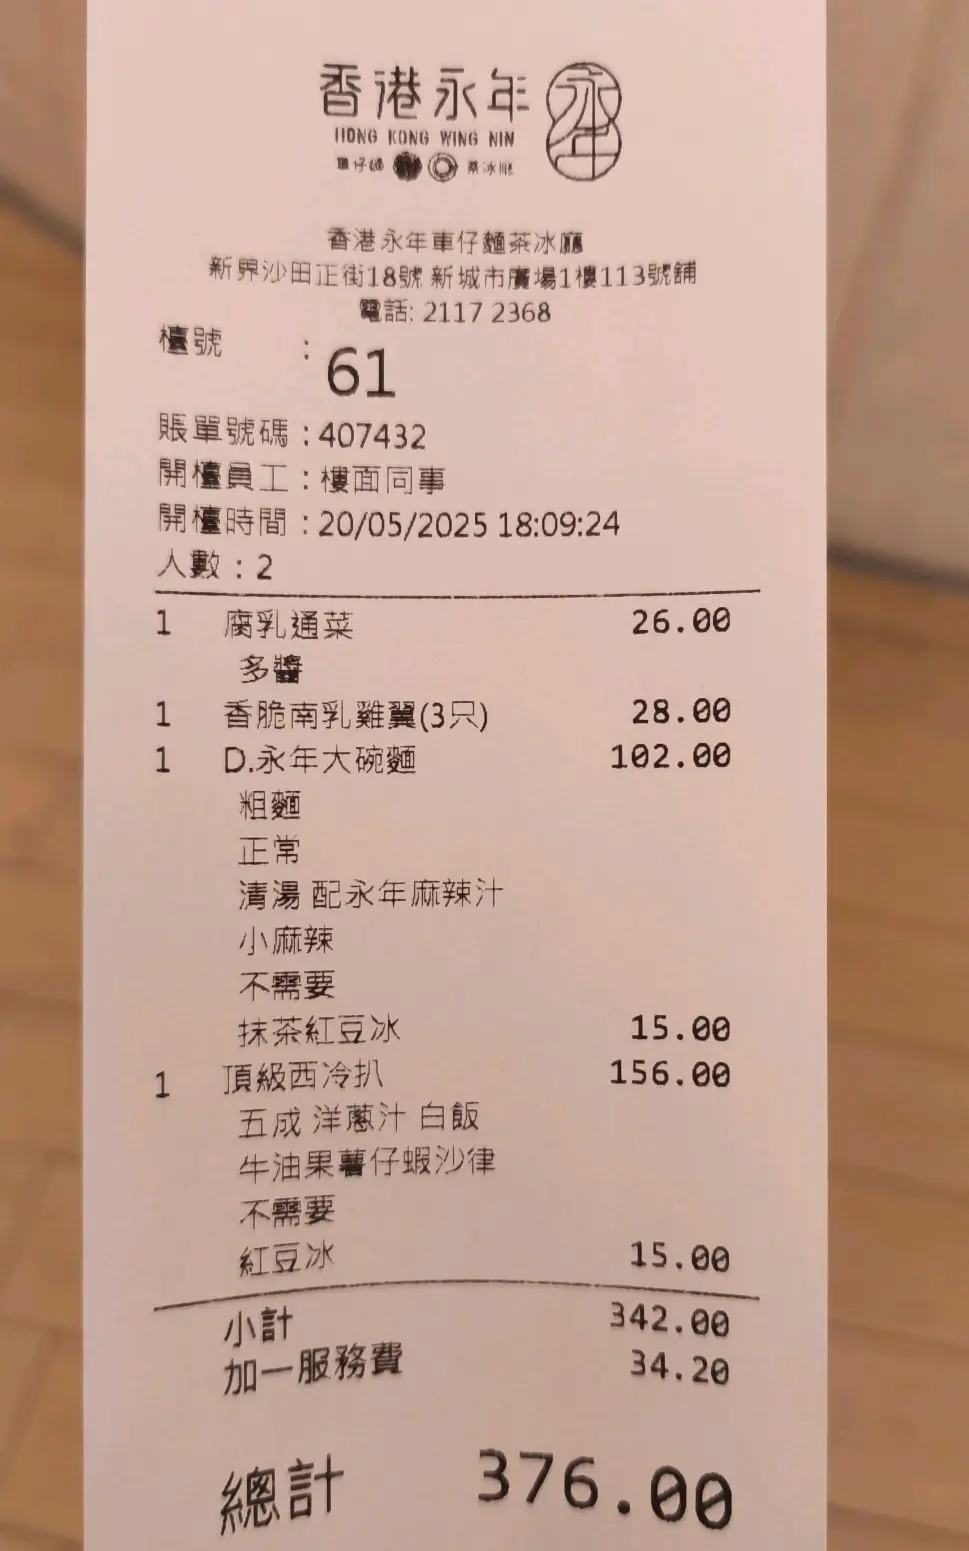 香港永年
HONG KONG WING NIN
車仔麵 茶冰廳
永年
香港永年車仔麵茶冰廳
新界沙田正街18號 新城市廣場1樓113號舖
電話: 2117 2368
檯號 : 61
賬單號碼 : 407432
開檯員工 : 樓面同事
開檯時間 : 20/05/2025 18:09:24
人數 : 2
1 腐乳通菜 26.00
多醬
1 香脆南乳雞翼(3只) 28.00
1 D.永年大碗麵 102.00
粗麵
正常
清湯 配永年麻辣汁
小麻辣
不需要
抹茶紅豆冰 15.00
1 頂級西冷扒 156.00
五成 洋蔥汁 白飯
牛油果薯仔蝦沙律
不需要
紅豆冰 15.00
小計 342.00
加一服務費 34.20
總計 376.00